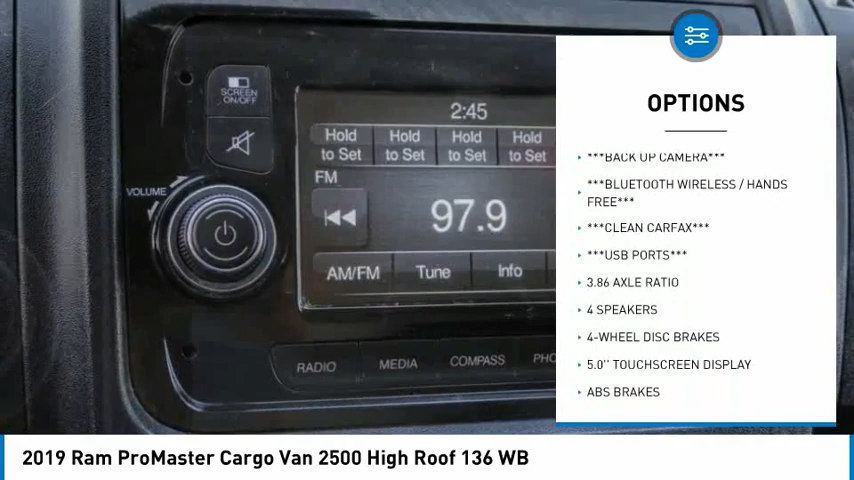 SCREEN
ON/OFF
2:45
Hold
to Set
Hold
to Set
Hold
to Set
Hold
to Set
FM
VOLUME
97.9
AM/FM
Tune
Info
RADIO
MEDIA
COMPASS
OPTIONS
***BACK UP CAMERA***
***BLUETOOTH WIRELESS / HANDS
FREE***
***CLEAN CARFAX***
***USB PORTS***
3.86 AXLE RATIO
4 SPEAKERS
4-WHEEL DISC BRAKES
5.0'' TOUCHSCREEN DISPLAY
ABS BRAKES
2019 Ram ProMaster Cargo Van 2500 High Roof 136 WB